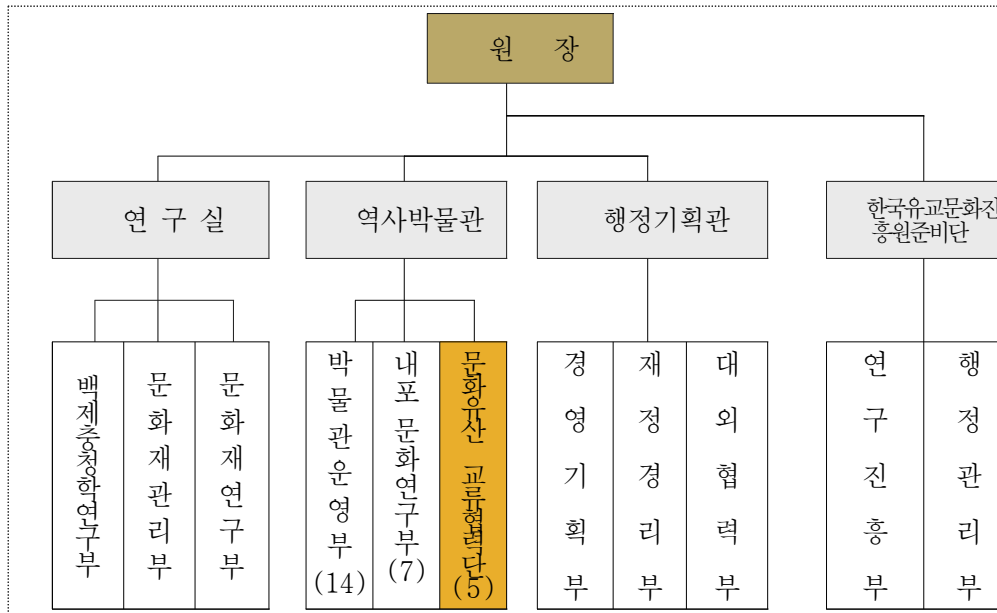 원 장
연 구 실
역사박물관
행정기획관
한국유교문화진
흥원준비단
백제충청학연구부
문화재관리부
문화재연구부
박물관운영부
(14)
내포 문화연구부
(7)
문화유산 교류협력단
(5)
경영기획부
재정경리부
대외협력부
연구진흥부
행정관리부